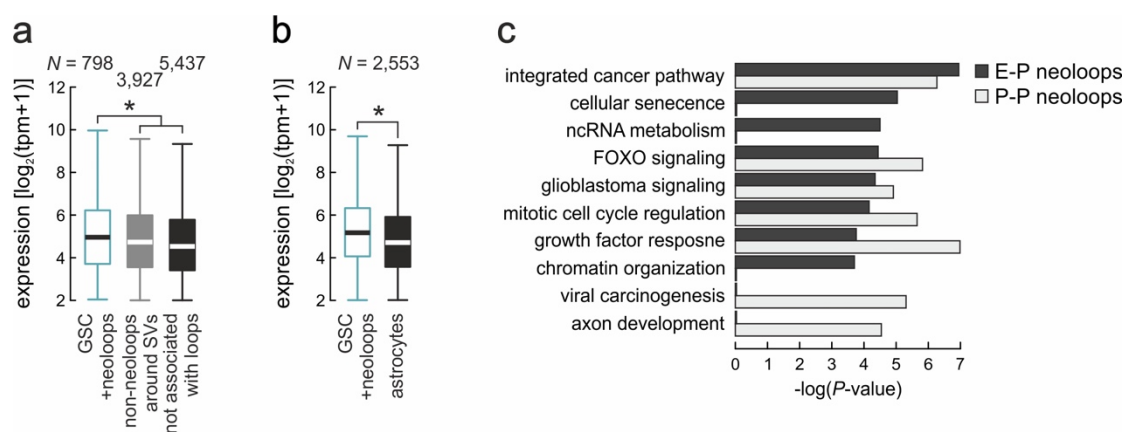 a
N = 798
5,437
3,927
expression [log2(tpm+1)]
12
10
8
6
4
2
*
GSC
+neoloops
non-neoloops
around SVs
not associated
with loops
b
N = 2,553
expression [log2(tpm+1)]
12
10
8
6
4
2
*
GSC
+neoloops
astrocytes
c
integrated cancer pathway
cellular senecence
ncRNA metabolism
FOXO signaling
glioblastoma signaling
mitotic cell cycle regulation
growth factor resposne
chromatin organization
viral carcinogenesis
axon development
0 1 2 3 4 5 6 7
-log(P-value)
E-P neoloops
P-P neoloops